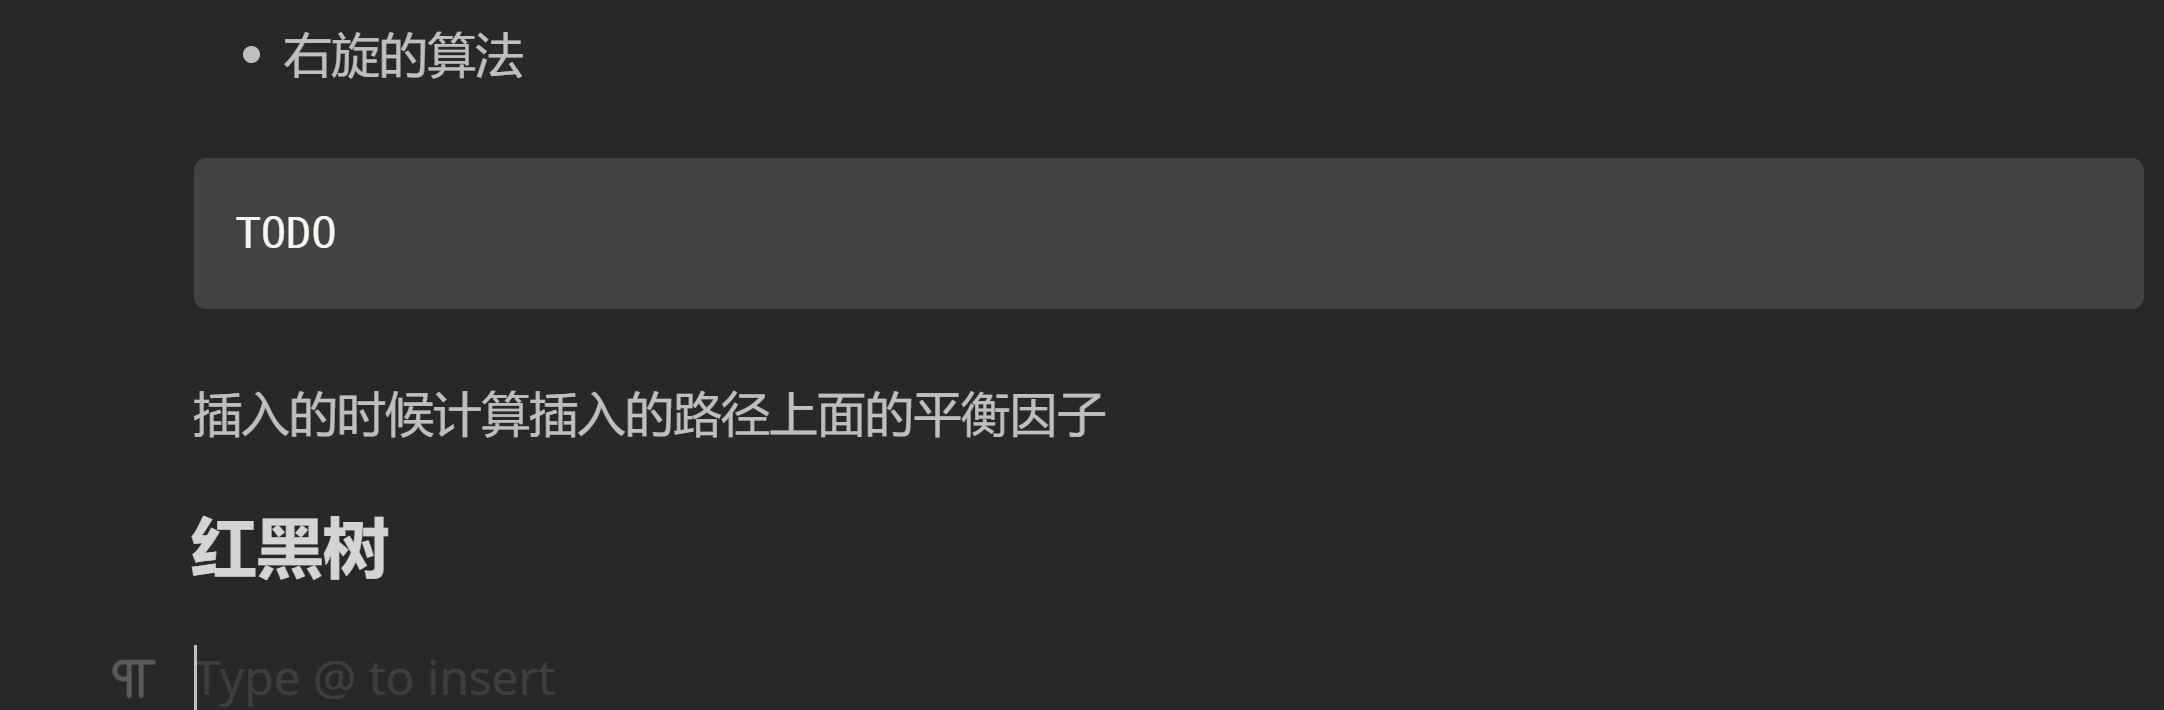 右旋的算法
TODO
插入的时候计算插入的路径上面的平衡因子
红黑树
¶ Type @ to insert